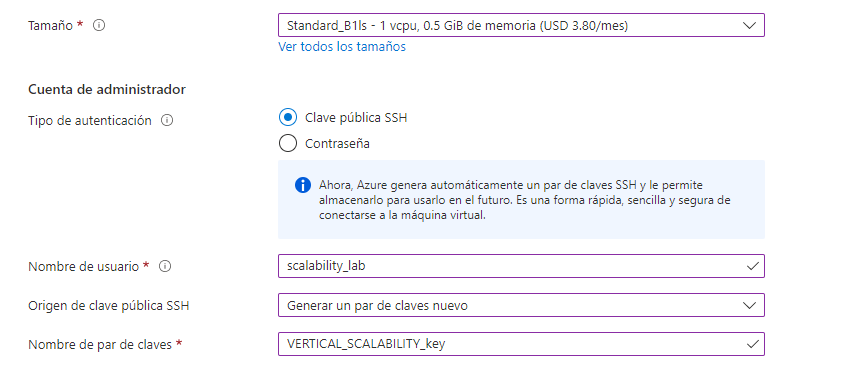 Tamaño *
Standard_B1ls - 1 vcpu, 0.5 GiB de memoria (USD 3.80/mes)
Ver todos los tamaños
Cuenta de administrador
Tipo de autenticación
Clave pública SSH
Contraseña
Ahora, Azure genera automáticamente un par de claves SSH y le permite
almacenarlo para usarlo en el futuro. Es una forma rápida, sencilla y segura de
conectarse a la máquina virtual.
Nombre de usuario *
scalability_lab
Origen de clave pública SSH
Generar un par de claves nuevo
Nombre de par de claves *
VERTICAL_SCALABILITY_key